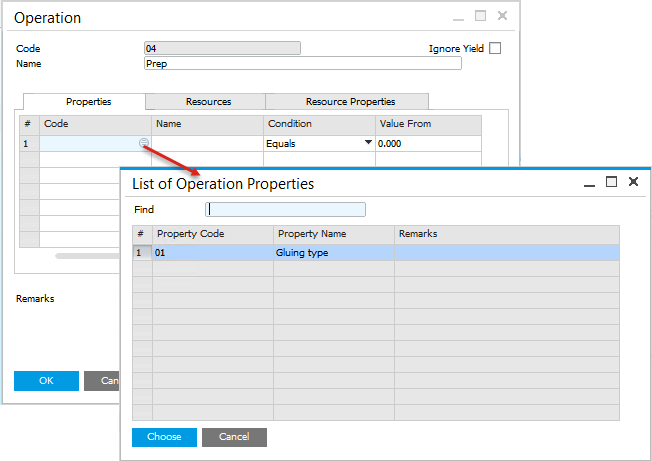 Operation
Code 04 Ignore Yield
Name Prep
Properties Resources Resource Properties
# Code Name Condition Value From
1 Equals 0.000
List of Operation Properties
Find
# Property Code Property Name Remarks
1 01 Gluing type
Remarks
OK Can
Choose Cancel